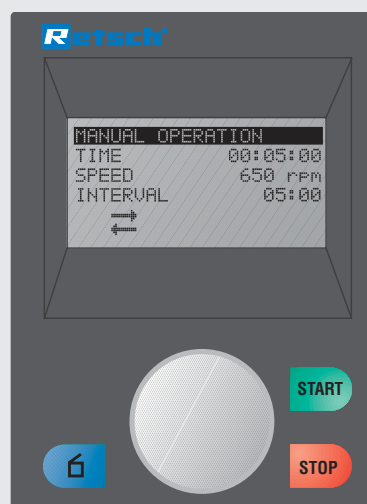 Retsch®
MANUAL OPERATION
TIME 00:05:00
SPEED 650 rpm
INTERVAL 05:00
START
STOP